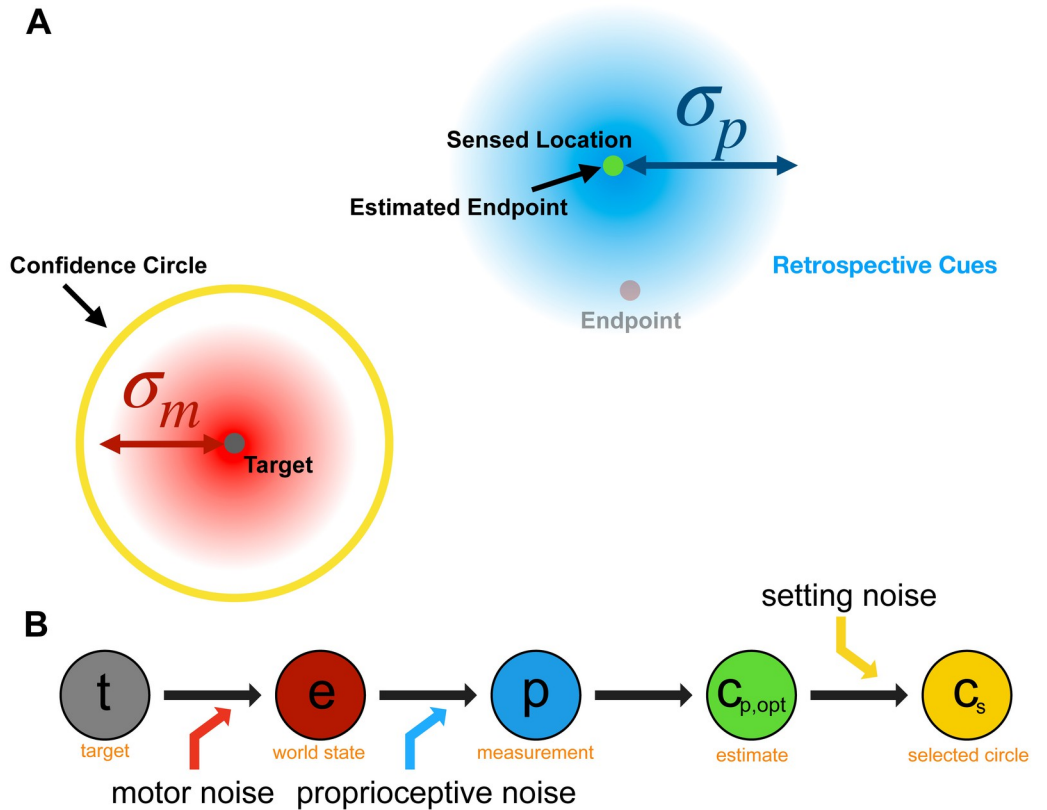 A
σp
Sensed Location
Estimated Endpoint
Confidence Circle
Retrospective Cues
Endpoint
σm
Target
setting noise
B
t
e
p
cp,opt
cs
target
world state
measurement
estimate
selected circle
motor noise
proprioceptive noise